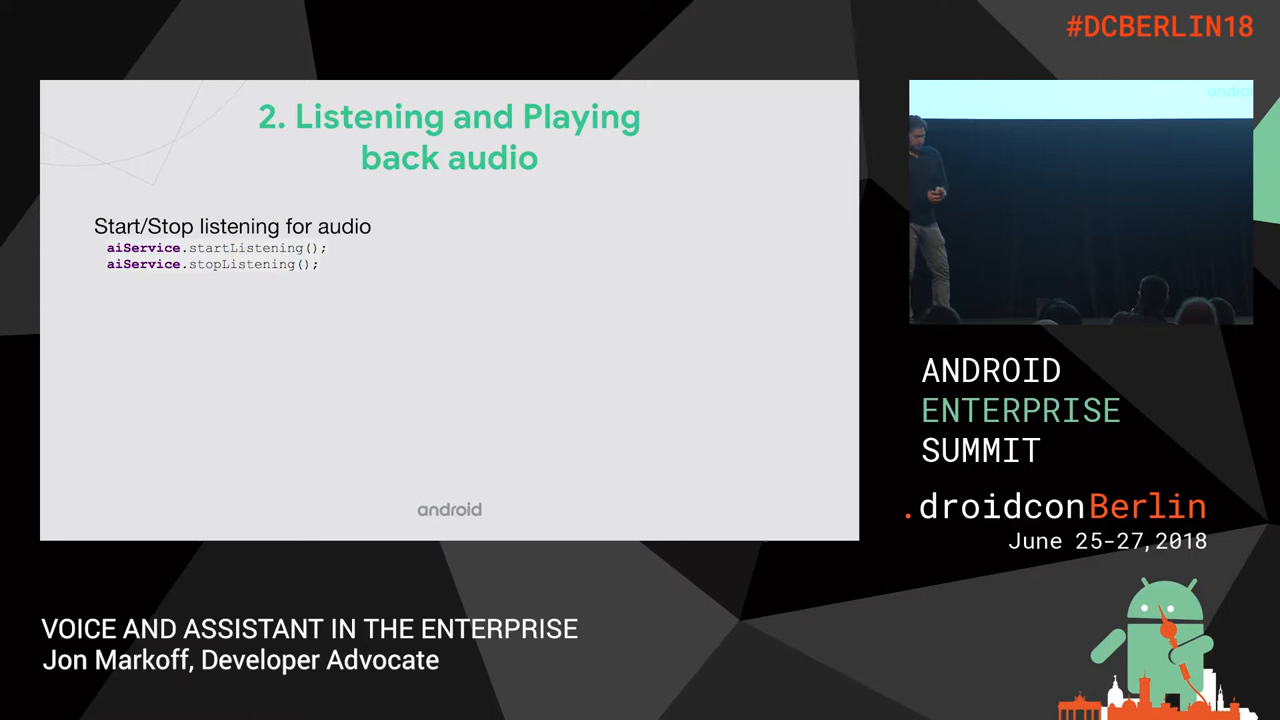 #DCBERLIN18
2. Listening and Playing
back audio
Start/Stop listening for audio
aiService.startListening();
aiService.stopListening();
android
androi
ANDROID
ENTERPRISE
SUMMIT
.droidconBerlin
June 25-27, 2018
VOICE AND ASSISTANT IN THE ENTERPRISE
Jon Markoff, Developer Advocate